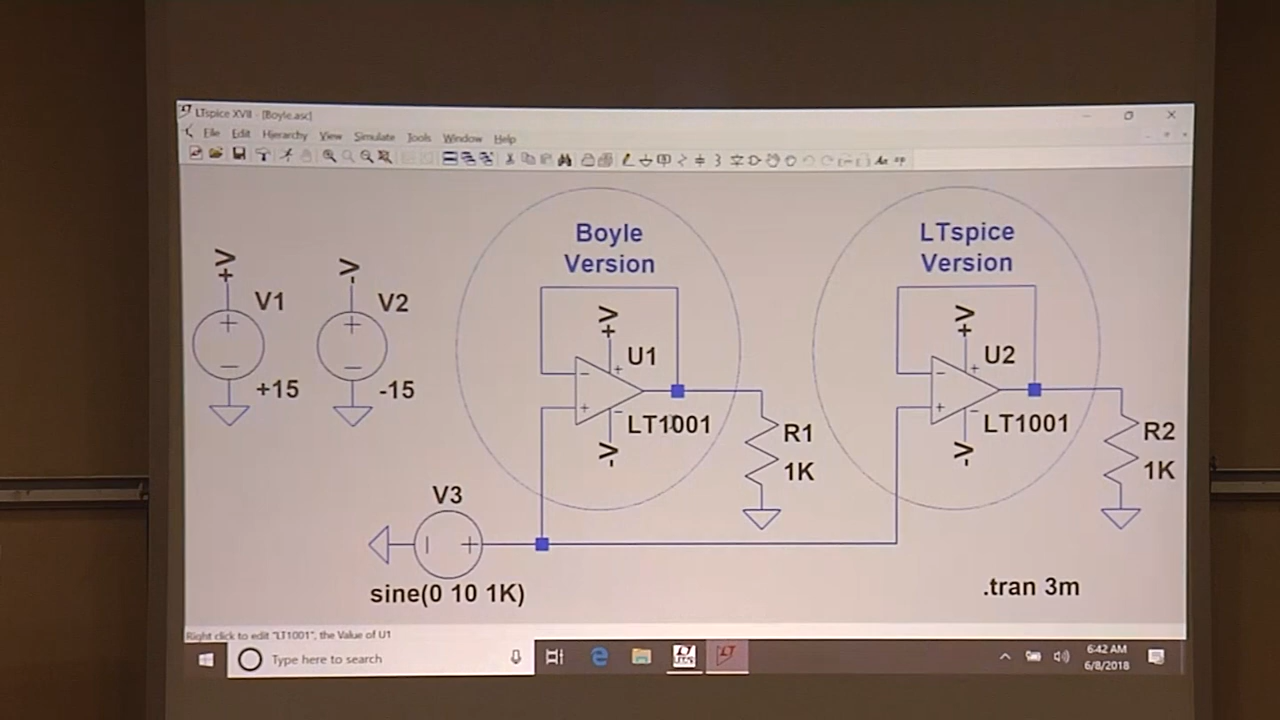 LTspice XVII - [Boyle.asc]
File Edit Hierarchy View Simulate Tools Window Help
Boyle
Version
LTspice
Version
V+
V-
V1
V2
+15
-15
V+
U1
LT1001
V-
R1
1K
V+
U2
LT1001
V-
R2
1K
V3
sine(0 10 1K)
.tran 3m
Right click to edit "LT1001", the Value of U1
Type here to search
6:42 AM
6/8/2018